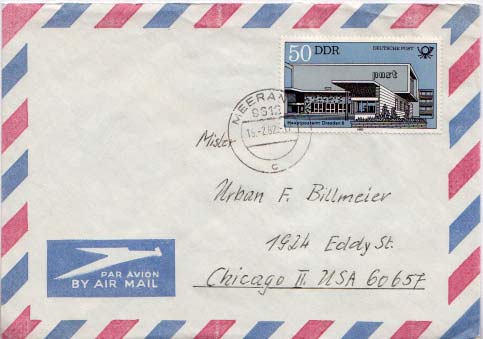 50 DDR DEUTSCHE POST
post
Hauptpostamt Dresden 6
MEERANE
9612
c
Mister
Urban F. Billmeier
1924 Eddy St.
Chicago Il. USA 60657
PAR AVION
BY AIR MAIL